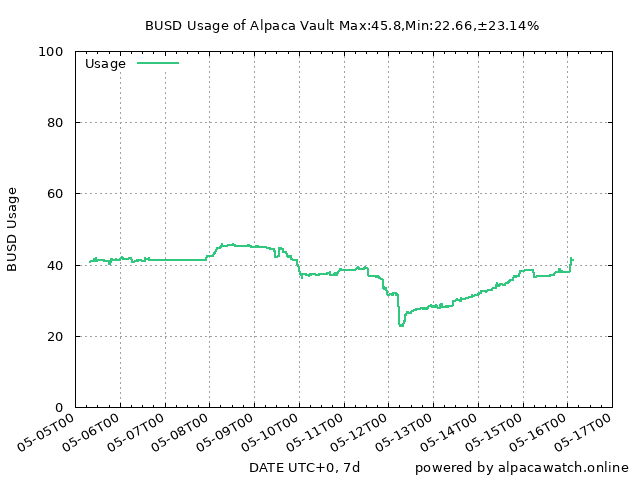 BUSD Usage of Alpaca Vault Max:45.8,Min:22.66,±23.14%
Usage
BUSD Usage
100
80
60
40
20
0
05-05T00
05-06T00
05-07T00
05-08T00
05-09T00
05-10T00
05-11T00
05-12T00
05-13T00
05-14T00
05-15T00
05-16T00
05-17T00
DATE UTC+0, 7d
powered by alpacawatch.online